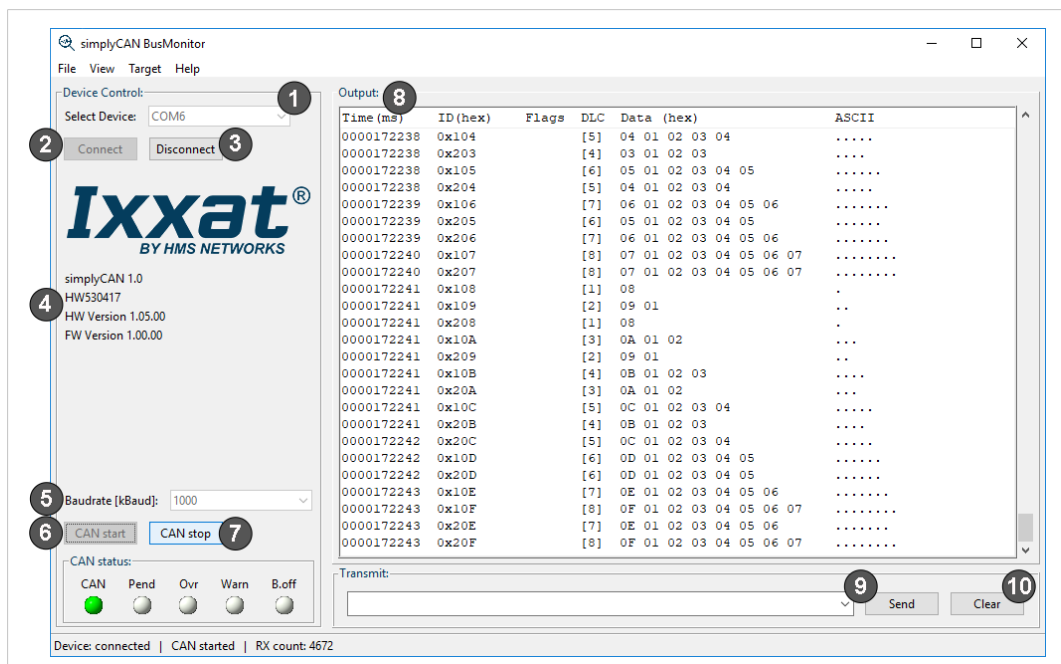 simplyCAN BusMonitor
File View Target Help
Device Control:
1
Select Device: COM6
2 Connect Disconnect 3
Ixxat®
BY HMS NETWORKS
simplyCAN 1.0
4 HW530417
HW Version 1.05.00
FW Version 1.00.00
5 Baudrate [kBaud]: 1000
6 CAN start CAN stop 7
CAN status:
CAN Pend Ovr Warn B.off
Output: 8
Time(ms) ID(hex) Flags DLC Data (hex) ASCII
0000172238 0x104 [5] 04 01 02 03 04 .....
0000172238 0x203 [4] 03 01 02 03 ....
0000172238 0x105 [6] 05 01 02 03 04 05 ......
0000172238 0x204 [5] 04 01 02 03 04 .....
0000172239 0x106 [7] 06 01 02 03 04 05 06 .......
0000172239 0x205 [6] 05 01 02 03 04 05 ......
0000172239 0x206 [7] 06 01 02 03 04 05 06 .......
0000172240 0x107 [8] 07 01 02 03 04 05 06 07 ........
0000172240 0x207 [8] 07 01 02 03 04 05 06 07 ........
0000172241 0x108 [1] 08 .
0000172241 0x109 [2] 09 01 ..
0000172241 0x208 [1] 08 .
0000172241 0x10A [3] 0A 01 02 ...
0000172241 0x209 [2] 09 01 ..
0000172241 0x10B [4] 0B 01 02 03 ....
0000172241 0x20A [3] 0A 01 02 ...
0000172241 0x10C [5] 0C 01 02 03 04 .....
0000172241 0x20B [4] 0B 01 02 03 ....
0000172242 0x20C [5] 0C 01 02 03 04 .....
0000172242 0x10D [6] 0D 01 02 03 04 05 ......
0000172242 0x20D [6] 0D 01 02 03 04 05 ......
0000172243 0x10E [7] 0E 01 02 03 04 05 06 .......
0000172243 0x10F [8] 0F 01 02 03 04 05 06 07 ........
0000172243 0x20E [7] 0E 01 02 03 04 05 06 .......
0000172243 0x20F [8] 0F 01 02 03 04 05 06 07 ........
Transmit:
9 Send Clear 10
Device: connected | CAN started | RX count: 4672